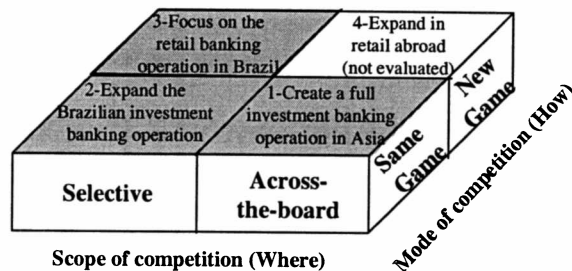 3-Focus on the
retail banking
operation in Brazil
4-Expand in
retail abroad
(not evaluated)
2-Expand the
Brazilian investment
banking operation
1-Create a full
investment banking
operation in Asia
New
Game
Same
Game
Selective
Across-
the-board
Mode of competition (How)
Scope of competition (Where)